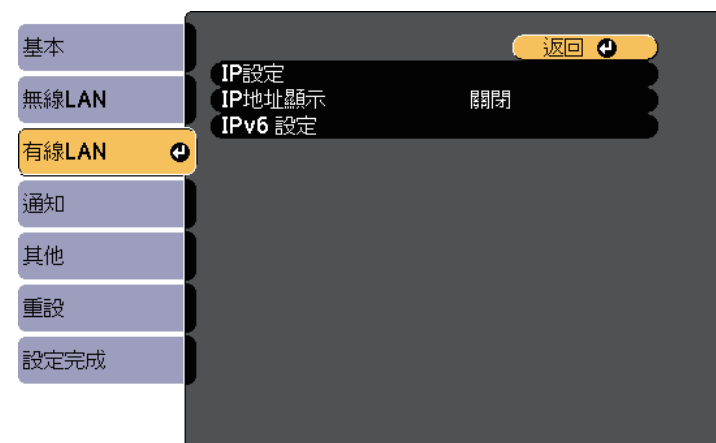 基本
無線LAN
有線LAN
通知
其他
重設
設定完成
返回
IP設定
IP地址顯示 關閉
IPv6 設定